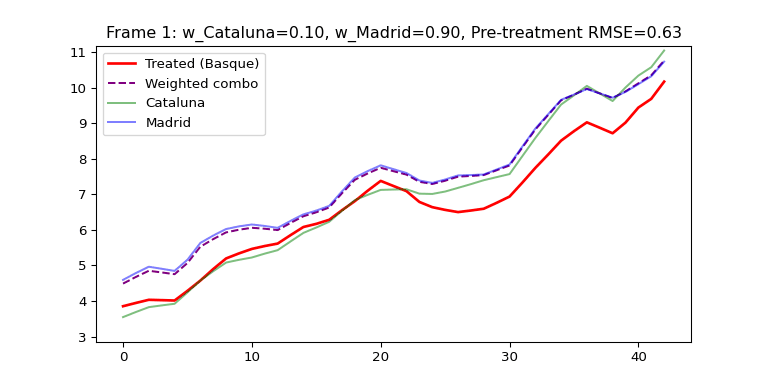 Frame 1: w_Cataluna=0.10, w_Madrid=0.90, Pre-treatment RMSE=0.63
Treated (Basque)
Weighted combo
Cataluna
Madrid
11
10
9
8
7
6
5
4
3
0 10 20 30 40